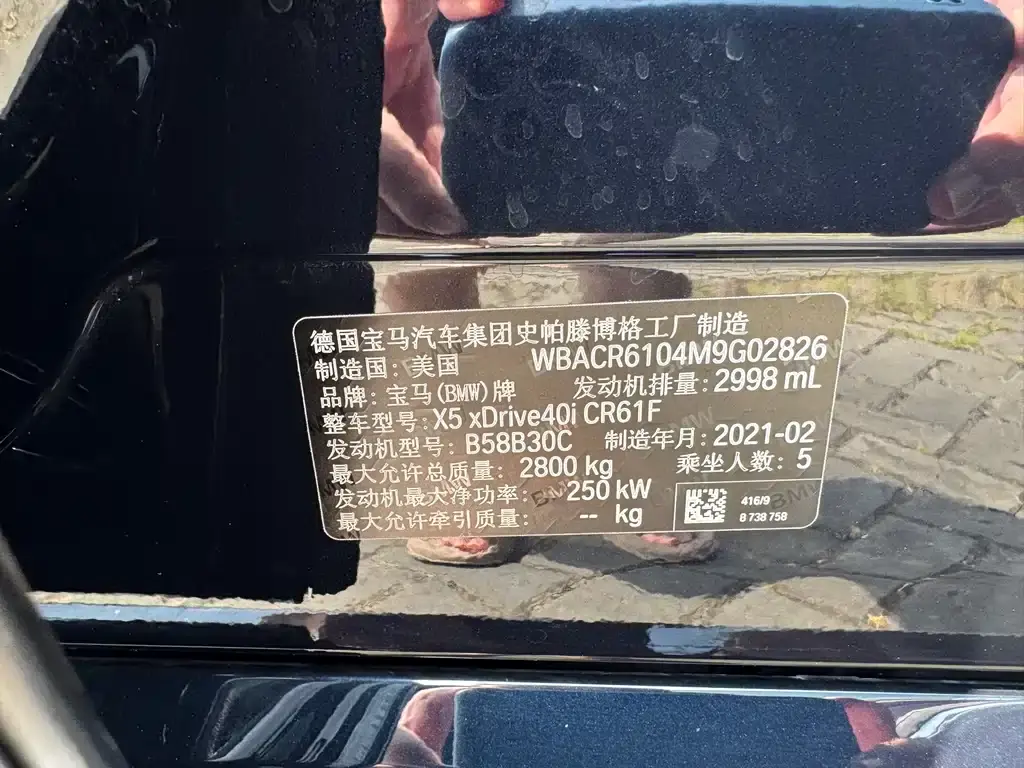 德国宝马汽车集团史帕滕博格工厂制造
制造国：美国 WBACR6104M9G02826
品牌：宝马(BMW)牌 发动机排量：2998 mL
整车型号：X5 xDrive40i CR61F
发动机型号：B58B30C 制造年月：2021-02
最大允许总质量：2800 kg 乘坐人数：5
发动机最大净功率：250 kW
最大允许牵引质量：-- kg
416/9
8 738 758